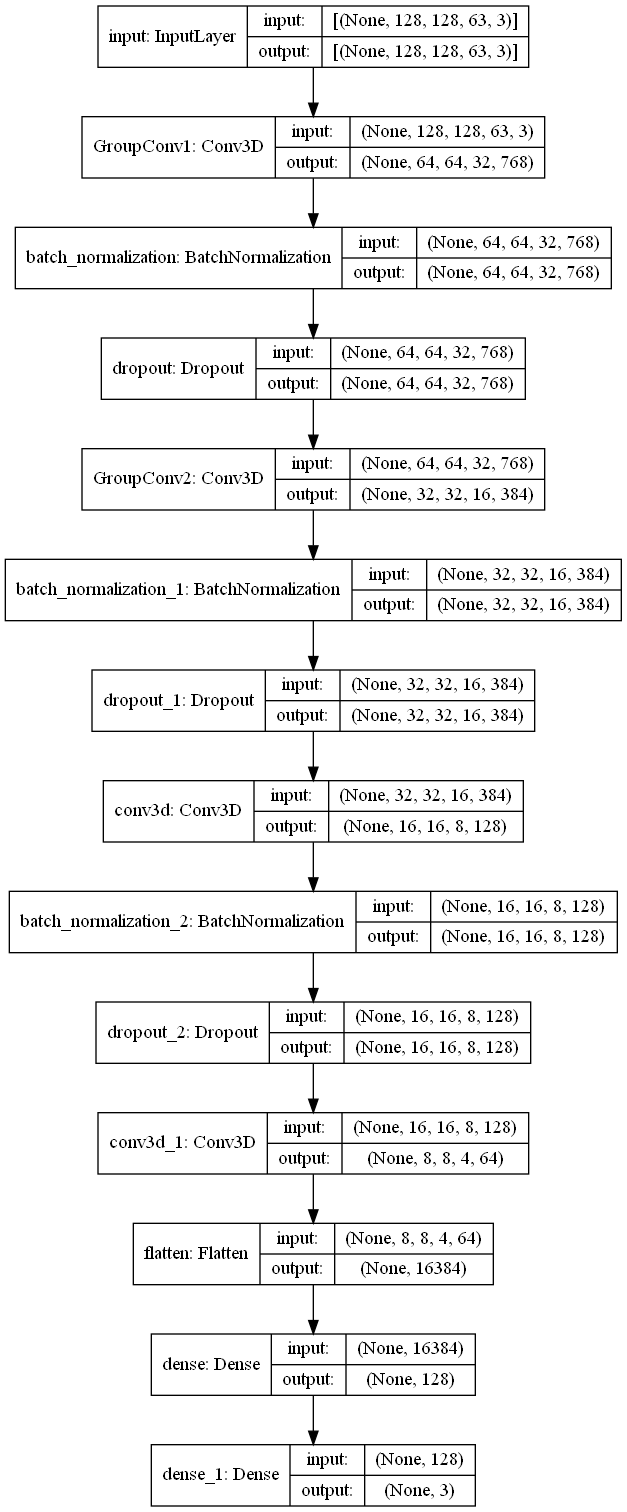 input: InputLayer
input:
[(None, 128, 128, 63, 3)]
output:
[(None, 128, 128, 63, 3)]
GroupConv1: Conv3D
input:
(None, 128, 128, 63, 3)
output:
(None, 64, 64, 32, 768)
batch_normalization: BatchNormalization
input:
(None, 64, 64, 32, 768)
output:
(None, 64, 64, 32, 768)
dropout: Dropout
input:
(None, 64, 64, 32, 768)
output:
(None, 64, 64, 32, 768)
GroupConv2: Conv3D
input:
(None, 64, 64, 32, 768)
output:
(None, 32, 32, 16, 384)
batch_normalization_1: BatchNormalization
input:
(None, 32, 32, 16, 384)
output:
(None, 32, 32, 16, 384)
dropout_1: Dropout
input:
(None, 32, 32, 16, 384)
output:
(None, 32, 32, 16, 384)
conv3d: Conv3D
input:
(None, 32, 32, 16, 384)
output:
(None, 16, 16, 8, 128)
batch_normalization_2: BatchNormalization
input:
(None, 16, 16, 8, 128)
output:
(None, 16, 16, 8, 128)
dropout_2: Dropout
input:
(None, 16, 16, 8, 128)
output:
(None, 16, 16, 8, 128)
conv3d_1: Conv3D
input:
(None, 16, 16, 8, 128)
output:
(None, 8, 8, 4, 64)
flatten: Flatten
input:
(None, 8, 8, 4, 64)
output:
(None, 16384)
dense: Dense
input:
(None, 16384)
output:
(None, 128)
dense_1: Dense
input:
(None, 128)
output:
(None, 3)